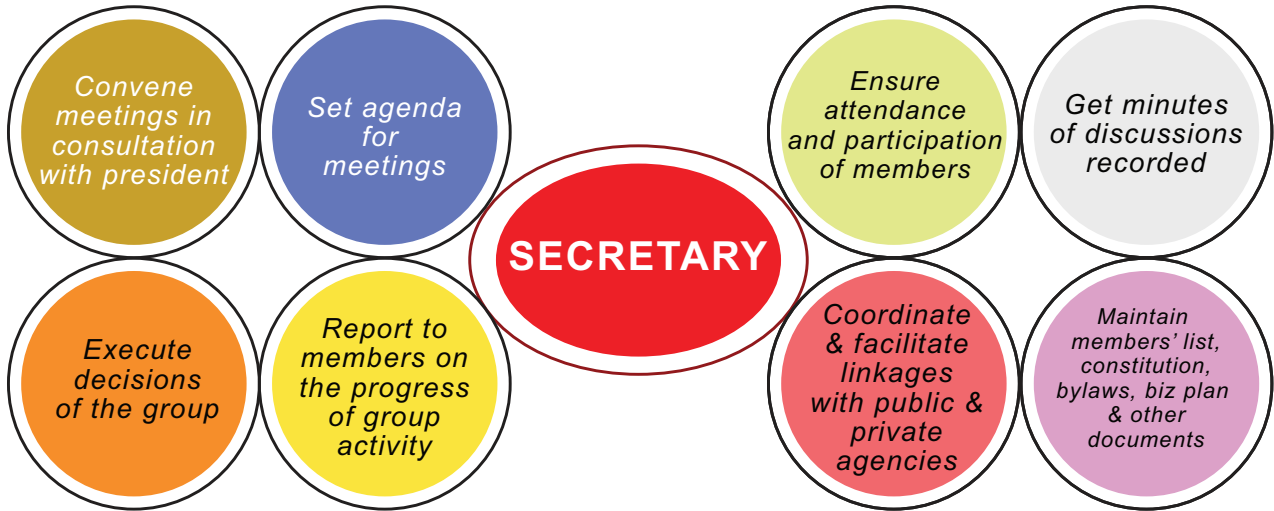 Convene
meetings in
consultation
with president
Set agenda
for
meetings
SECRETARY
Ensure
attendance
and participation
of members
Get minutes
of discussions
recorded
Execute
decisions
of the group
Report to
members on
the progress
of group
activity
Coordinate
& facilitate
linkages
with public &
private
agencies
Maintain
members’ list,
constitution,
bylaws, biz plan
& other
documents